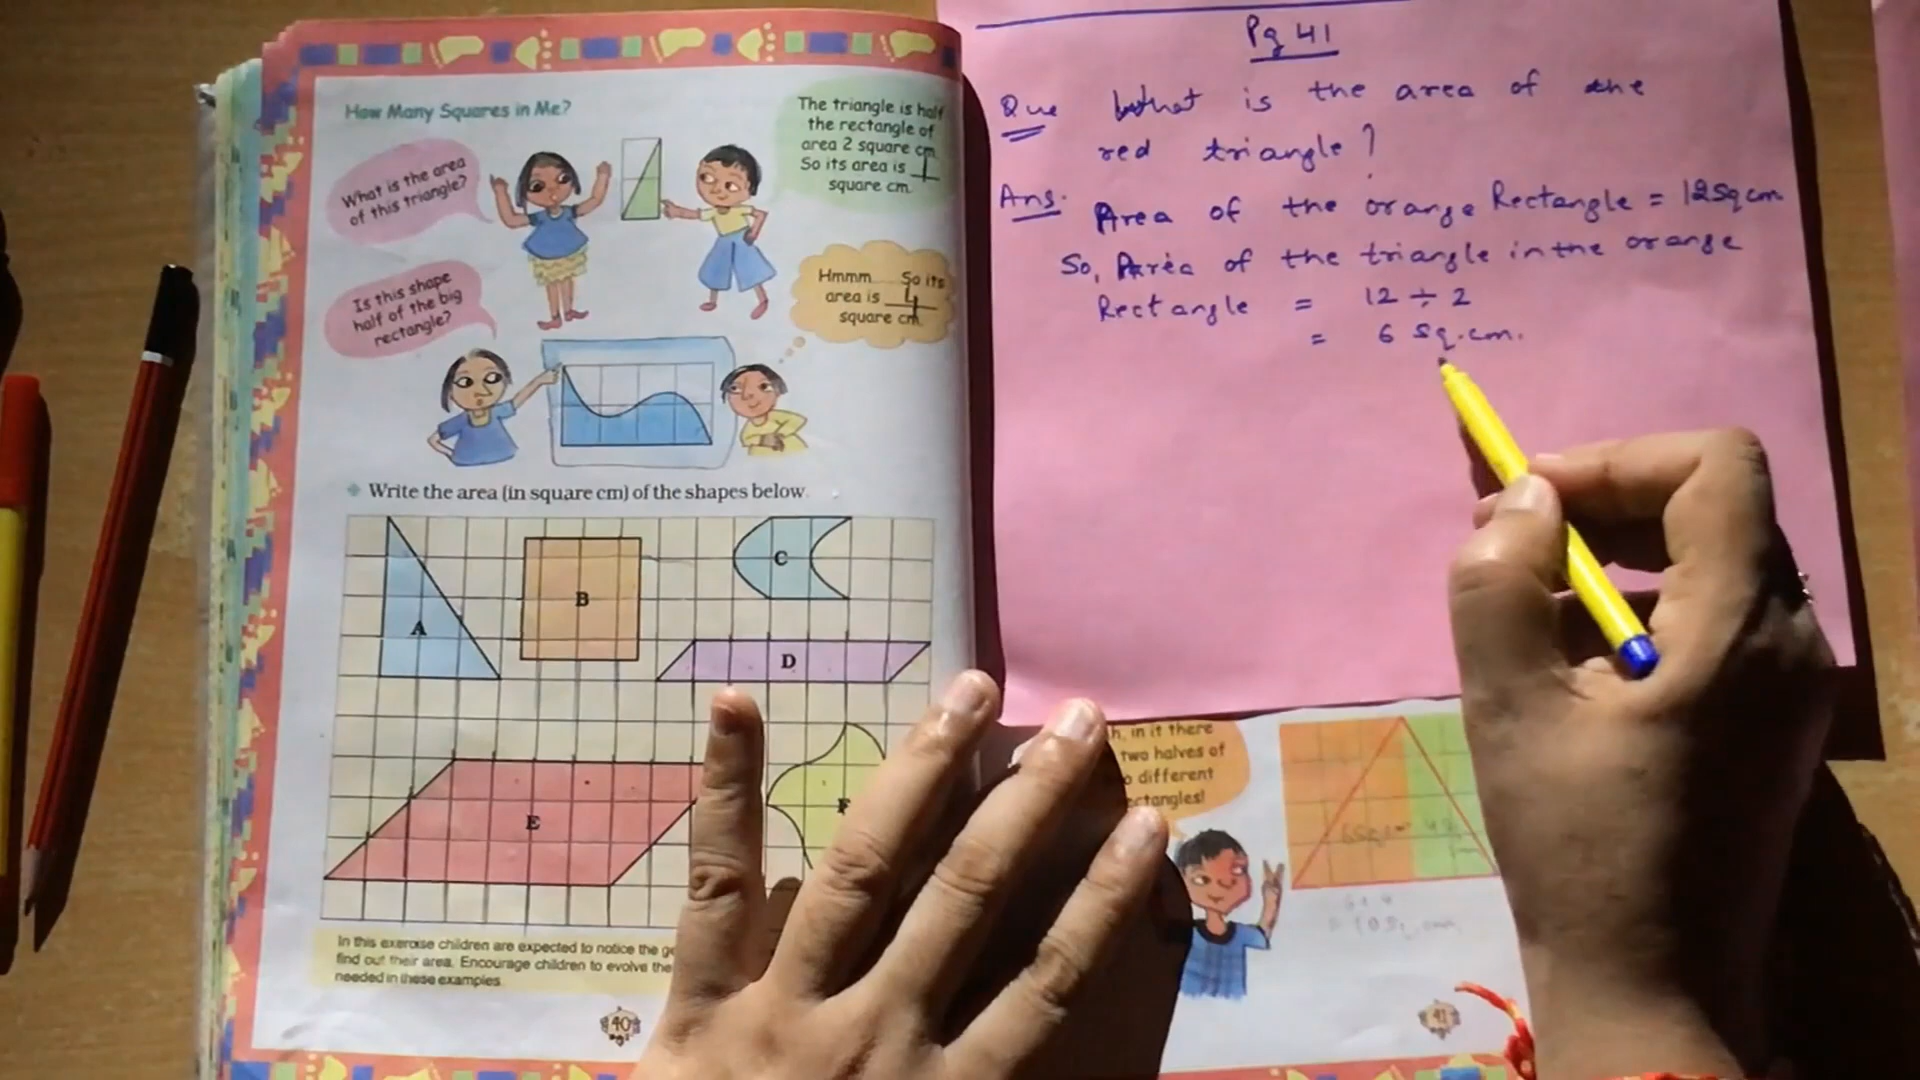 How Many Squares in Me?
What is the area
of this triangle?
The triangle is half
the rectangle of
area 2 square cm.
So its area is 1
square cm.
Is this shape
half of the big
rectangle?
Hmmm... So its
area is 4
square cm.
Write the area (in square cm) of the shapes below.
A
B
C
D
E
F
In this exercise children are expected to notice the
find out their area. Encourage children to evolve the
needed in these examples.
40
Pg 41
Que What is the area of the
red triangle?
Ans. Area of the orange Rectangle = 12sqcm
So, Area of the triangle in the orange
Rectangle = 12 ÷ 2
= 6 sq.cm.
h, in it there
two halves of
different
ctangles!
41